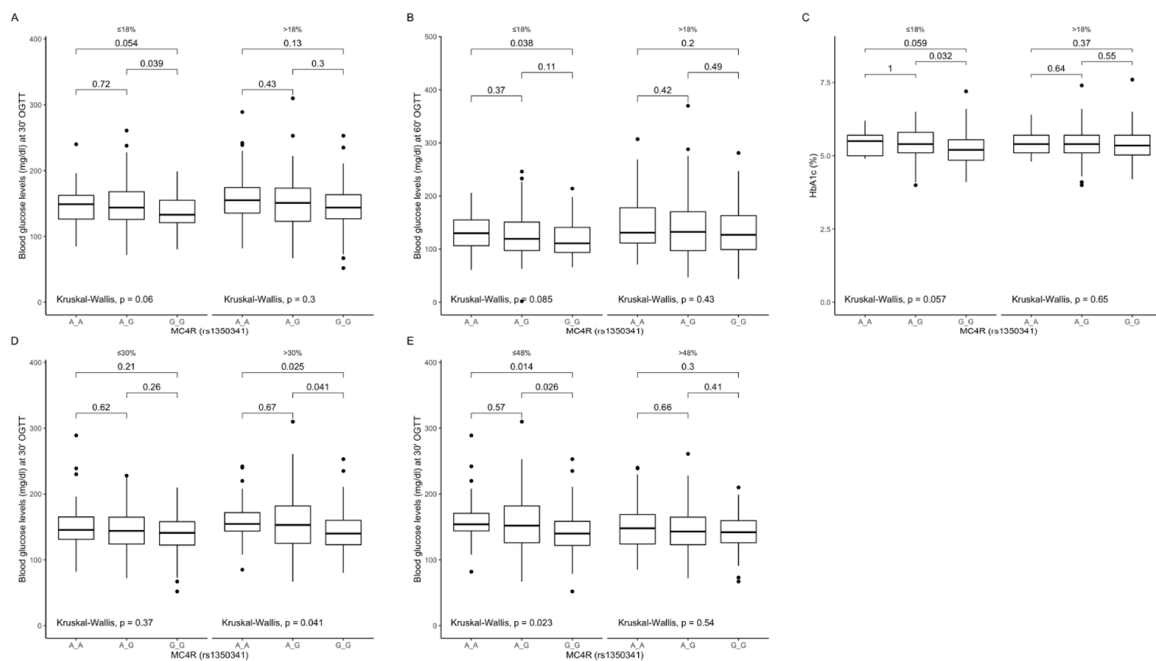 A
≤18%
>18%
400
0.054
0.13
0.039
0.3
0.72
0.43
300
200
100
0
Blood glucose levels (mg/dl) at 30' OGTT
Kruskal-Wallis, p = 0.06
Kruskal-Wallis, p = 0.3
A_A
A_G
G_G
A_A
A_G
G_G
MC4R (rs1350341)
B
≤18%
>18%
500
0.038
0.2
0.11
0.49
0.37
0.42
400
300
200
100
0
Blood glucose levels (mg/dl) at 60' OGTT
Kruskal-Wallis, p = 0.085
Kruskal-Wallis, p = 0.43
A_A
A_G
G_G
A_A
A_G
G_G
MC4R (rs1350341)
C
≤18%
>18%
0.059
0.37
0.032
0.55
1
0.64
7.5
5.0
2.5
0.0
HbA1c (%)
Kruskal-Wallis, p = 0.057
Kruskal-Wallis, p = 0.65
A_A
A_G
G_G
A_A
A_G
G_G
MC4R (rs1350341)
D
≤30%
>30%
400
0.21
0.025
0.26
0.041
0.62
0.67
300
200
100
0
Blood glucose levels (mg/dl) at 30' OGTT
Kruskal-Wallis, p = 0.37
Kruskal-Wallis, p = 0.041
A_A
A_G
G_G
A_A
A_G
G_G
MC4R (rs1350341)
E
≤48%
>48%
400
0.014
0.3
0.026
0.41
0.57
0.66
300
200
100
0
Blood glucose levels (mg/dl) at 30' OGTT
Kruskal-Wallis, p = 0.023
Kruskal-Wallis, p = 0.54
A_A
A_G
G_G
A_A
A_G
G_G
MC4R (rs1350341)